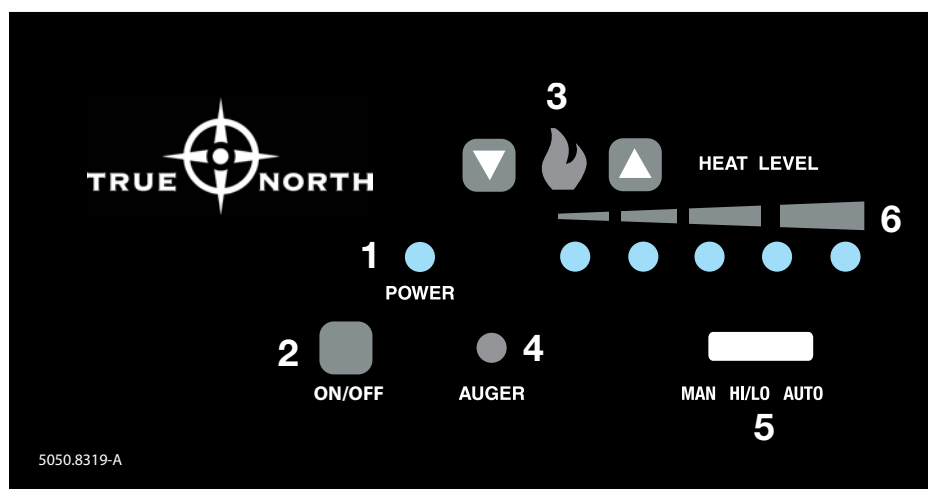 3
TRUE NORTH
HEAT LEVEL
6
1
POWER
2
4
ON/OFF
AUGER
MAN HI/LO AUTO
5
5050.8319-A